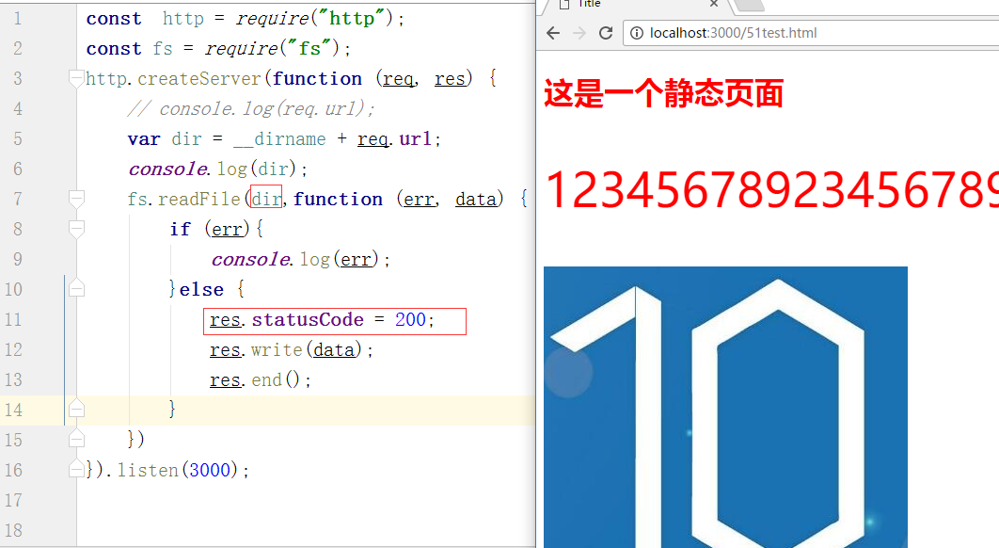 1 const  http = require("http");
2 const fs = require("fs");
3 http.createServer(function (req, res) {
4 // console.log(req.url);
5 var dir = __dirname + req.url;
6 console.log(dir);
7 fs.readFile(dir,function (err, data) {
8 if (err){
9 console.log(err);
10 }else {
11 res.statusCode = 200;
12 res.write(data);
13 res.end();
14 }
15 })
16 }).listen(3000);
17
18
Title
localhost:3000/51test.html
这是一个静态页面
12345678923456789
10